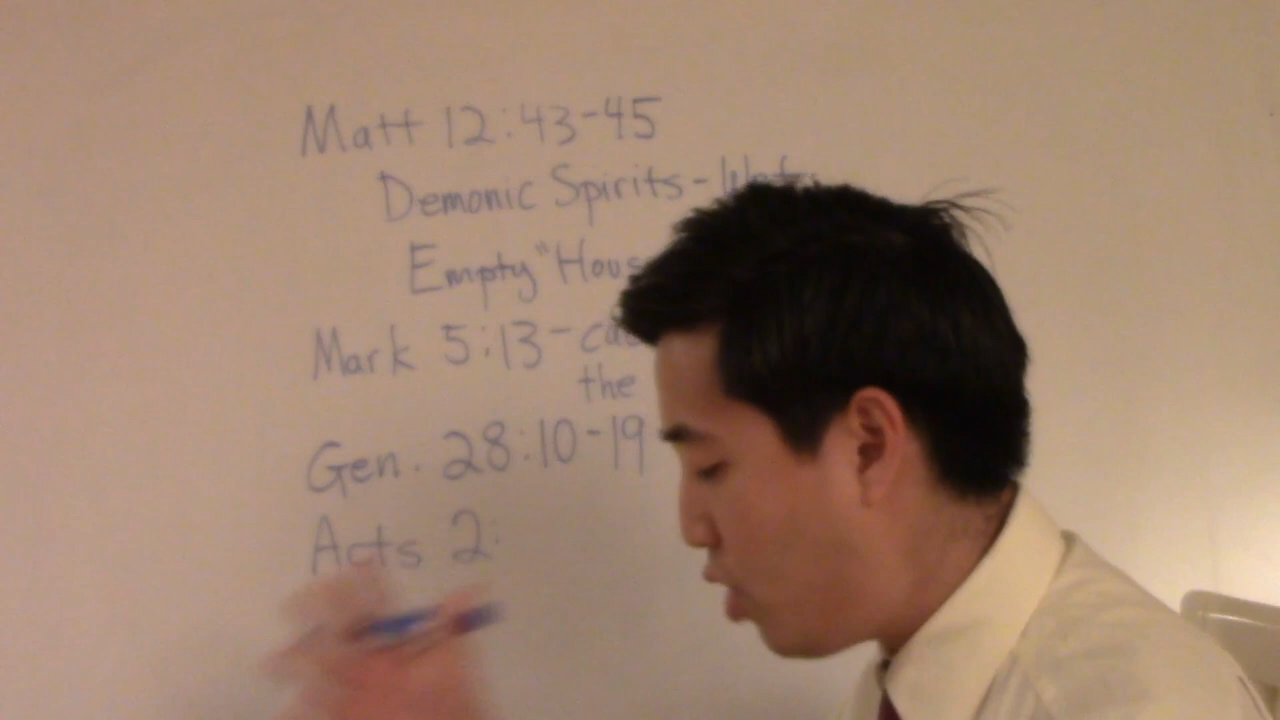 Matt 12:43-45
Demonic Spirits -
Empty "Hous
Mark 5:13 -
the
Gen. 28:10-19
Acts 2: